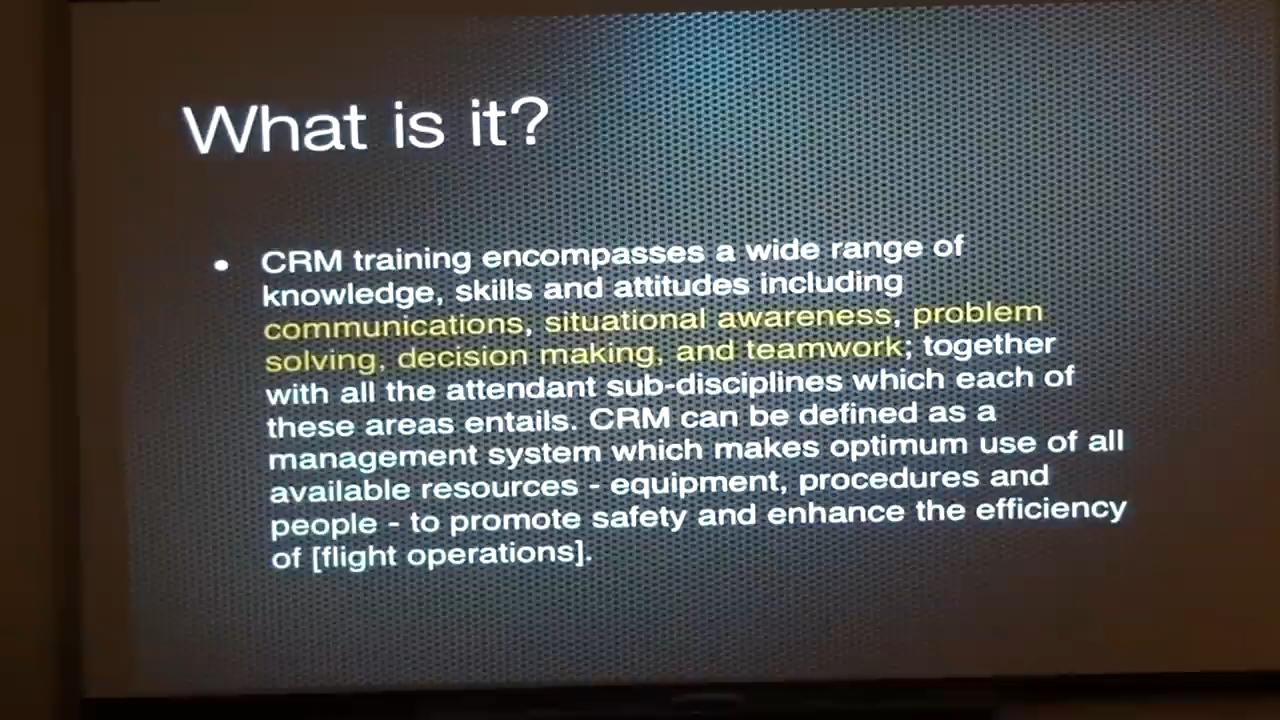 What is it?
• CRM training encompasses a wide range of
knowledge, skills and attitudes including
communications, situational awareness, problem
solving, decision making, and teamwork; together
with all the attendant sub-disciplines which each of
these areas entails. CRM can be defined as a
management system which makes optimum use of all
available resources - equipment, procedures and
people - to promote safety and enhance the efficiency
of [flight operations].